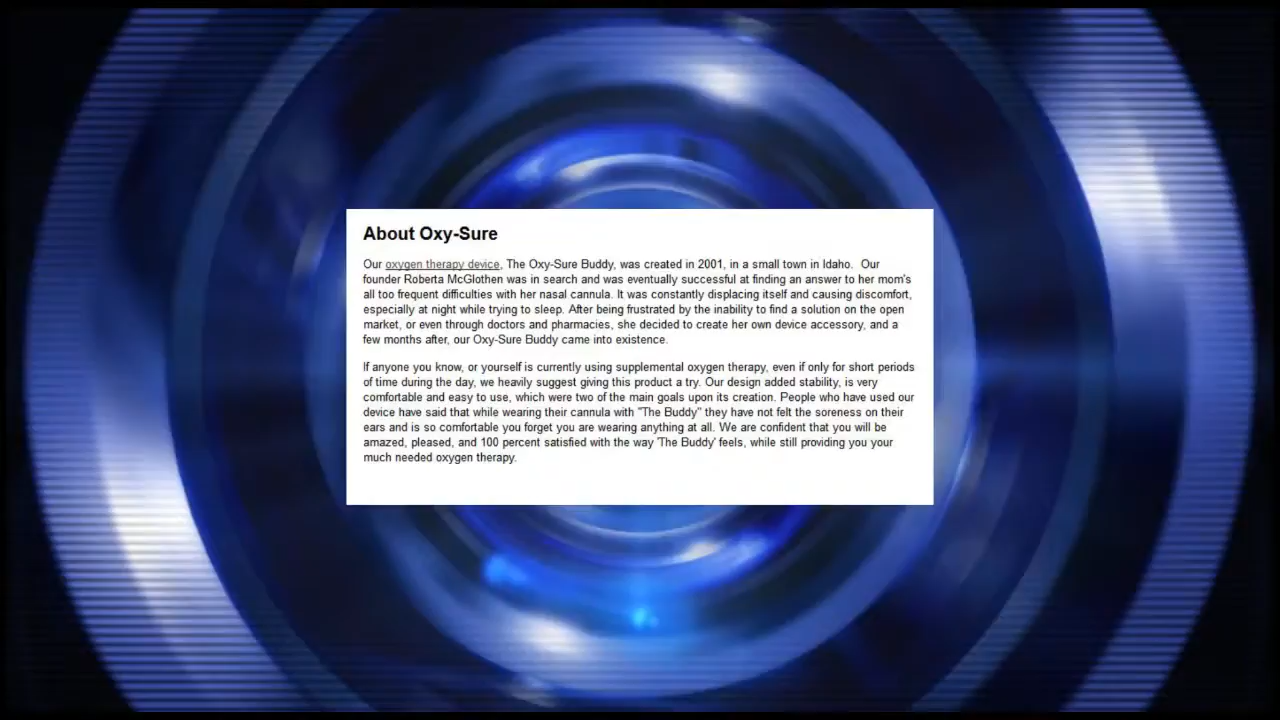 About Oxy-Sure
Our oxygen therapy device, The Oxy-Sure Buddy, was created in 2001, in a small town in Idaho.  Our
founder Roberta McGlothen was in search and was eventually successful at finding an answer to her mom's
all too frequent difficulties with her nasal cannula. It was constantly displacing itself and causing discomfort,
especially at night while trying to sleep. After being frustrated by the inability to find a solution on the open
market, or even through doctors and pharmacies, she decided to create her own device accessory, and a
few months after, our Oxy-Sure Buddy came into existence.
If anyone you know, or yourself is currently using supplemental oxygen therapy, even if only for short periods
of time during the day, we heavily suggest giving this product a try. Our design added stability, is very
comfortable and easy to use, which were two of the main goals upon its creation. People who have used our
device have said that while wearing their cannula with "The Buddy" they have not felt the soreness on their
ears and is so comfortable you forget you are wearing anything at all. We are confident that you will be
amazed, pleased, and 100 percent satisfied with the way 'The Buddy' feels, while still providing you your
much needed oxygen therapy.